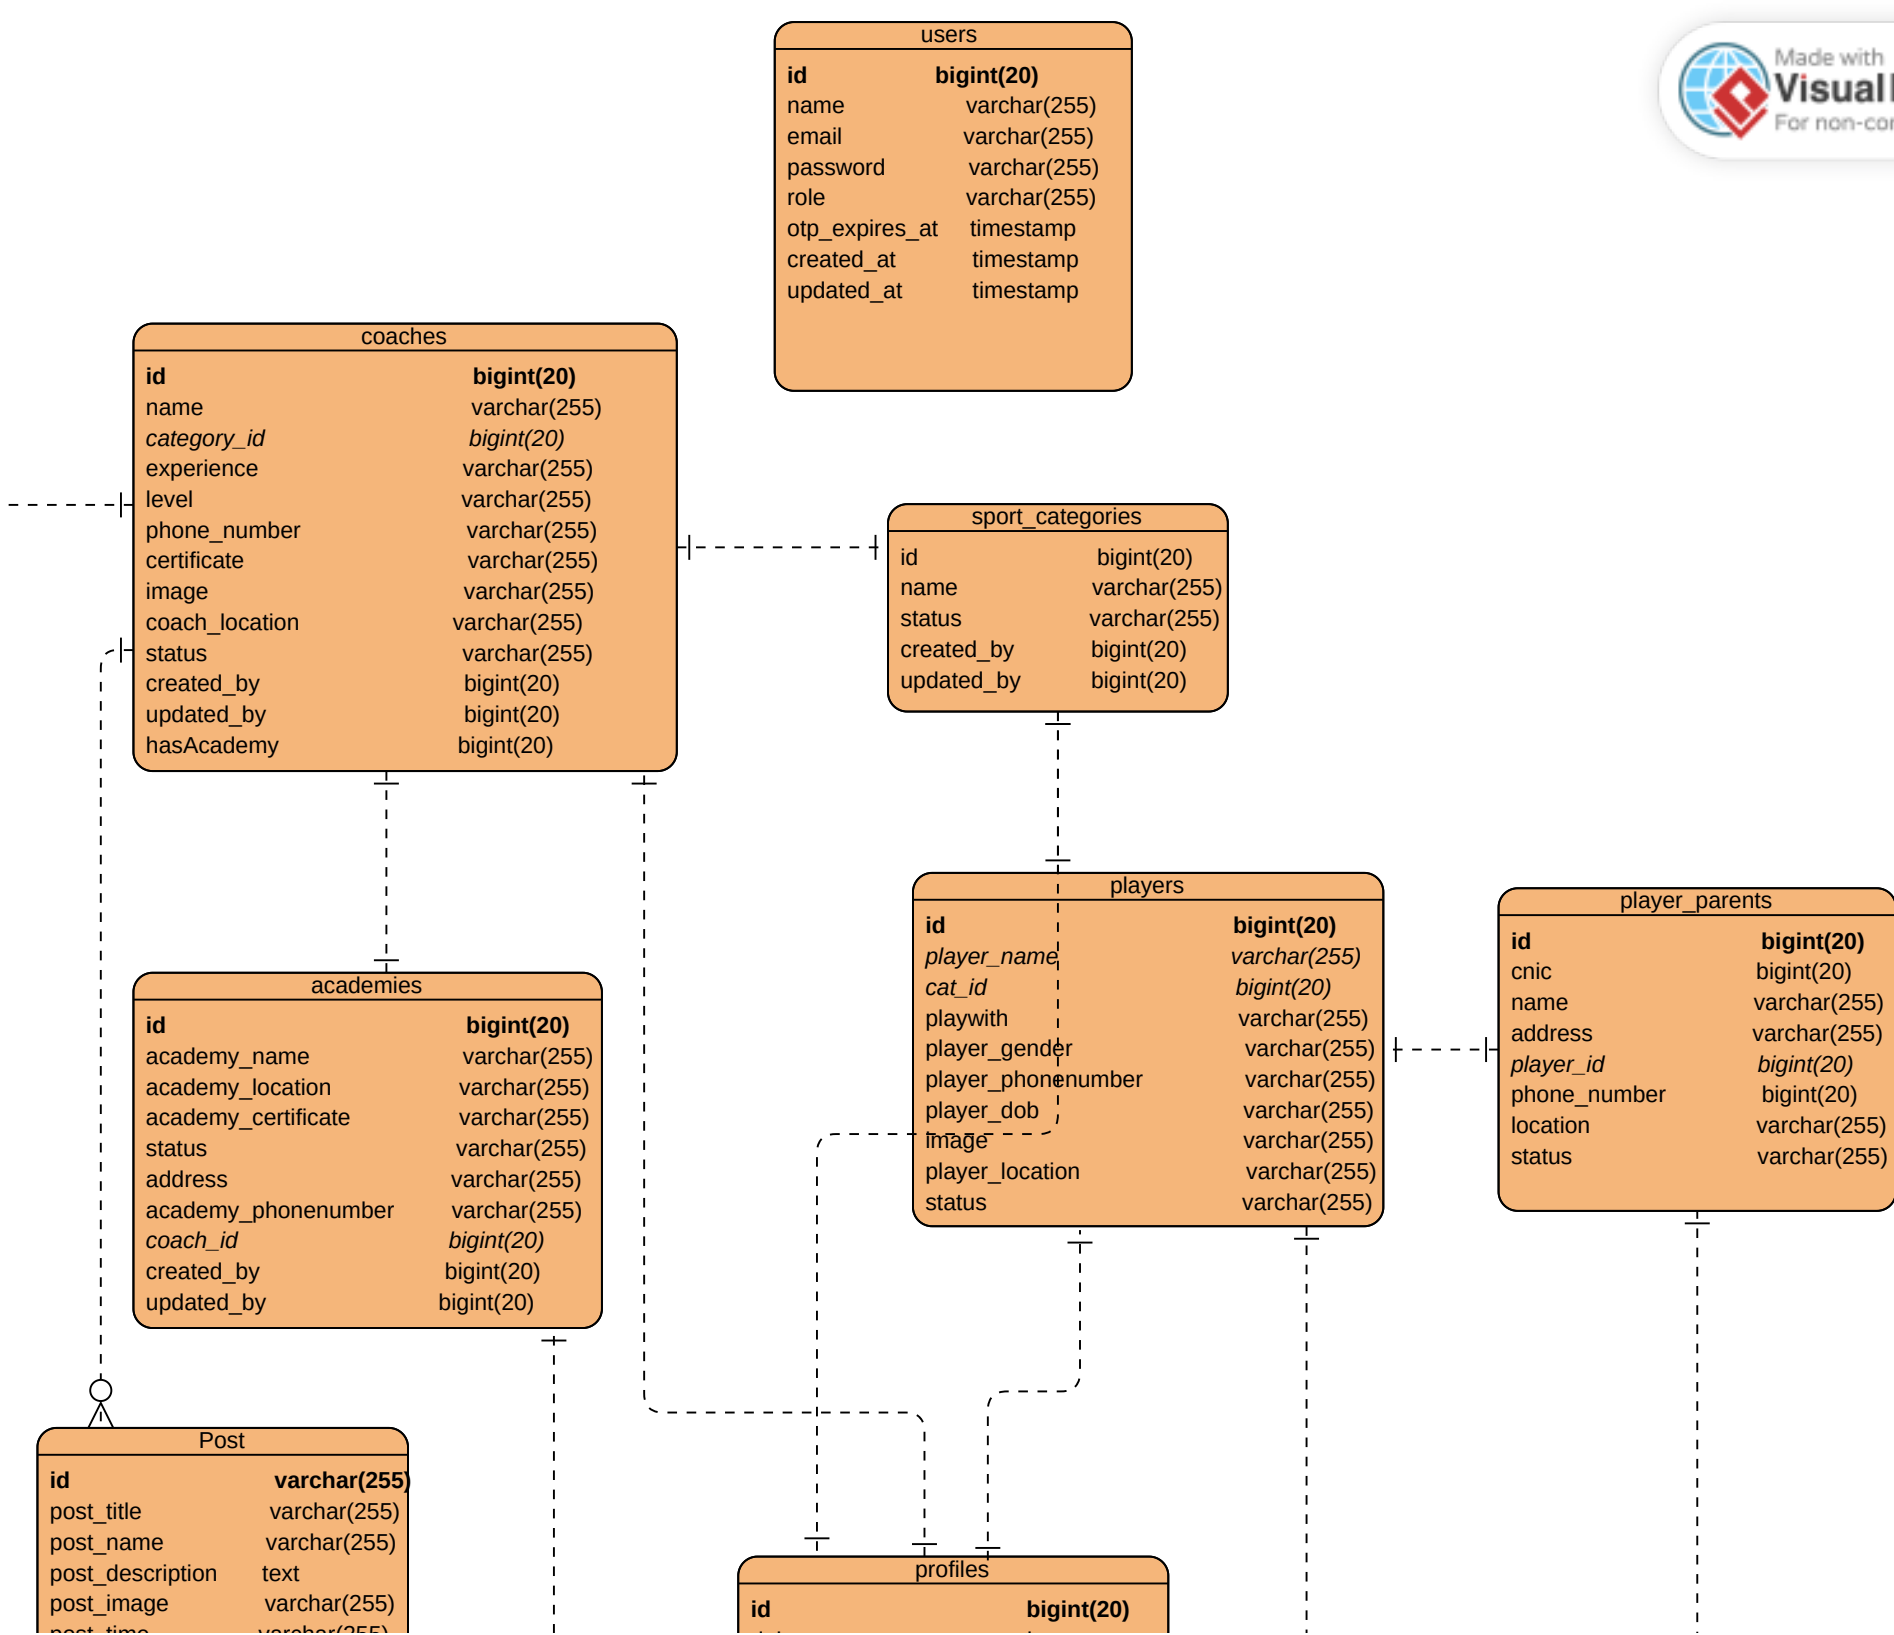 users
id bigint(20)
name varchar(255)
email varchar(255)
password varchar(255)
role varchar(255)
otp_expires_at timestamp
created_at timestamp
updated_at timestamp
Made with
Visual
For non-
coaches
id bigint(20)
name varchar(255)
category_id bigint(20)
experience varchar(255)
level varchar(255)
phone_number varchar(255)
certificate varchar(255)
image varchar(255)
coach_location varchar(255)
status varchar(255)
created_by bigint(20)
updated_by bigint(20)
hasAcademy bigint(20)
sport_categories
id bigint(20)
name varchar(255)
status varchar(255)
created_by bigint(20)
updated_by bigint(20)
players
id bigint(20)
player_name varchar(255)
cat_id bigint(20)
playwith varchar(255)
player_gender varchar(255)
player_phonenumber varchar(255)
player_dob varchar(255)
image varchar(255)
player_location varchar(255)
status varchar(255)
player_parents
id bigint(20)
cnic bigint(20)
name varchar(255)
address varchar(255)
player_id bigint(20)
phone_number bigint(20)
location varchar(255)
status varchar(255)
academies
id bigint(20)
academy_name varchar(255)
academy_location varchar(255)
academy_certificate varchar(255)
status varchar(255)
address varchar(255)
academy_phonenumber varchar(255)
coach_id bigint(20)
created_by bigint(20)
updated_by bigint(20)
Post
id varchar(255)
post_title varchar(255)
post_name varchar(255)
post_description text
post_image varchar(255)
post_time varchar(255)
profiles
id bigint(20)